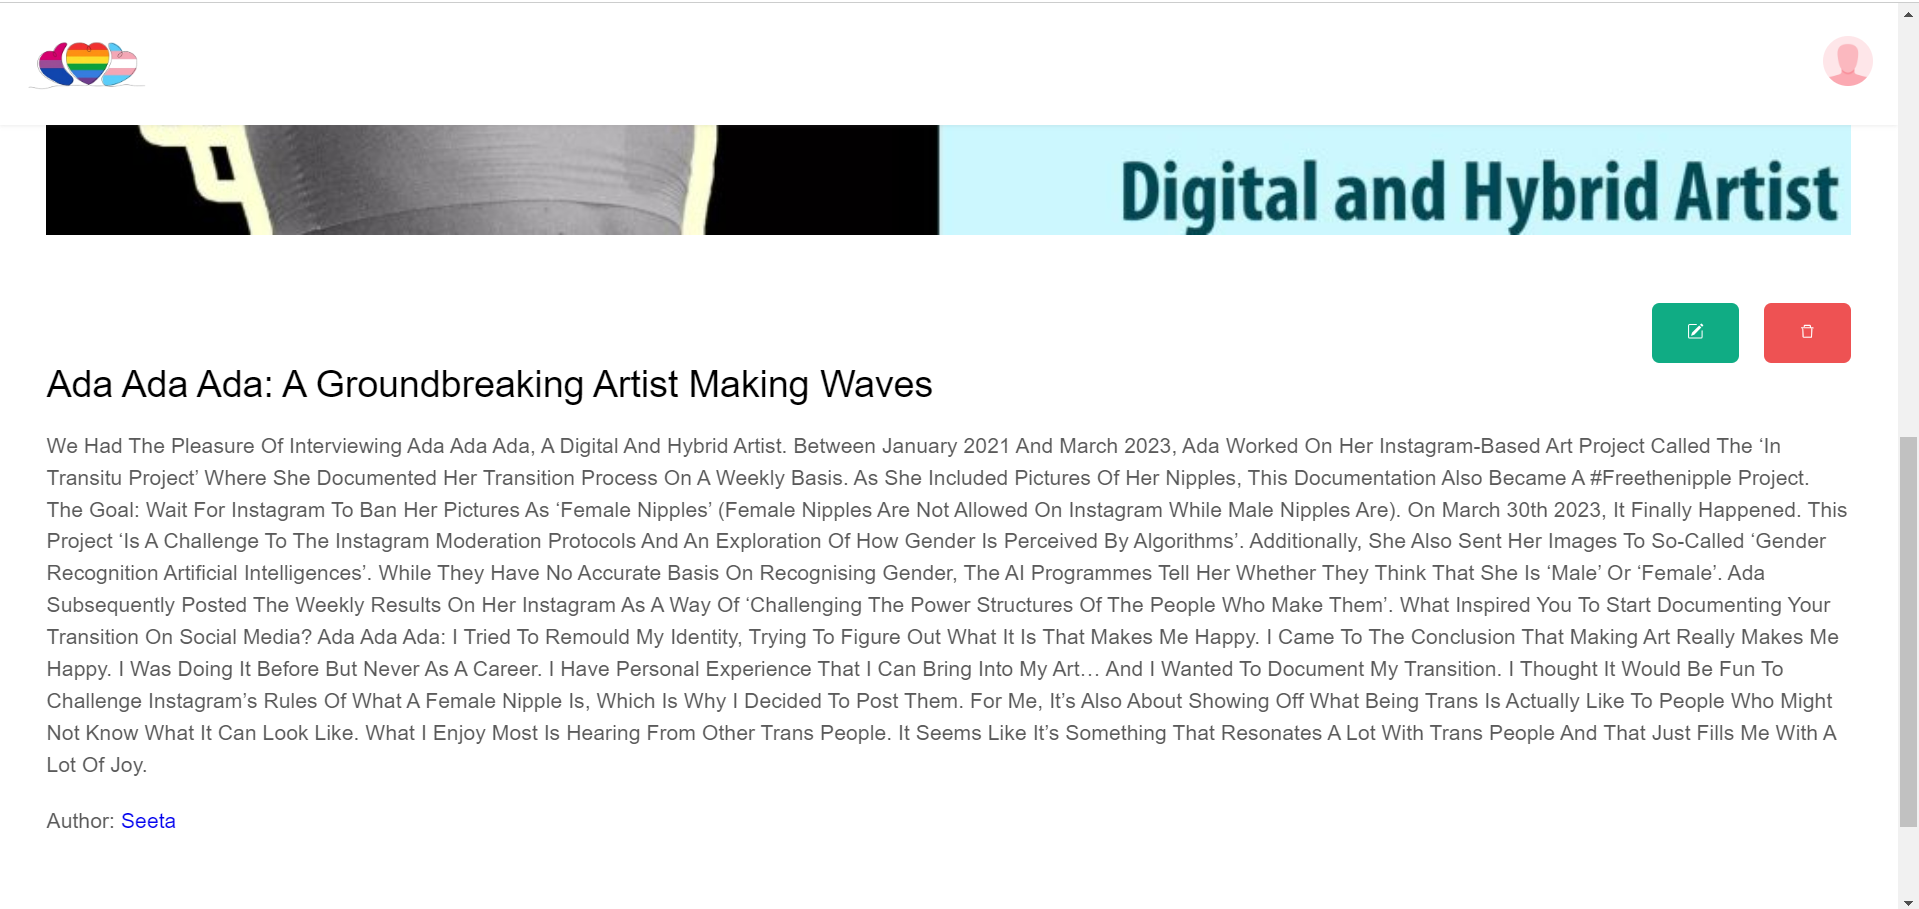 Digital and Hybrid Artist
Ada Ada Ada: A Groundbreaking Artist Making Waves
We Had The Pleasure Of Interviewing Ada Ada Ada, A Digital And Hybrid Artist. Between January 2021 And March 2023, Ada Worked On Her Instagram-Based Art Project Called The ‘In
Transitu Project’ Where She Documented Her Transition Process On A Weekly Basis. As She Included Pictures Of Her Nipples, This Documentation Also Became A #Freethenipple Project.
The Goal: Wait For Instagram To Ban Her Pictures As ‘Female Nipples’ (Female Nipples Are Not Allowed On Instagram While Male Nipples Are). On March 30th 2023, It Finally Happened. This
Project ‘Is A Challenge To The Instagram Moderation Protocols And An Exploration Of How Gender Is Perceived By Algorithms’. Additionally, She Also Sent Her Images To So-Called ‘Gender
Recognition Artificial Intelligences’. While They Have No Accurate Basis On Recognising Gender, The AI Programmes Tell Her Whether They Think That She Is ‘Male’ Or ‘Female’. Ada
Subsequently Posted The Weekly Results On Her Instagram As A Way Of ‘Challenging The Power Structures Of The People Who Make Them’. What Inspired You To Start Documenting Your
Transition On Social Media? Ada Ada Ada: I Tried To Remould My Identity, Trying To Figure Out What It Is That Makes Me Happy. I Came To The Conclusion That Making Art Really Makes Me
Happy. I Was Doing It Before But Never As A Career. I Have Personal Experience That I Can Bring Into My Art… And I Wanted To Document My Transition. I Thought It Would Be Fun To
Challenge Instagram’s Rules Of What A Female Nipple Is, Which Is Why I Decided To Post Them. For Me, It’s Also About Showing Off What Being Trans Is Actually Like To People Who Might
Not Know What It Can Look Like. What I Enjoy Most Is Hearing From Other Trans People. It Seems Like It’s Something That Resonates A Lot With Trans People And That Just Fills Me With A
Lot Of Joy.
Author: Seeta